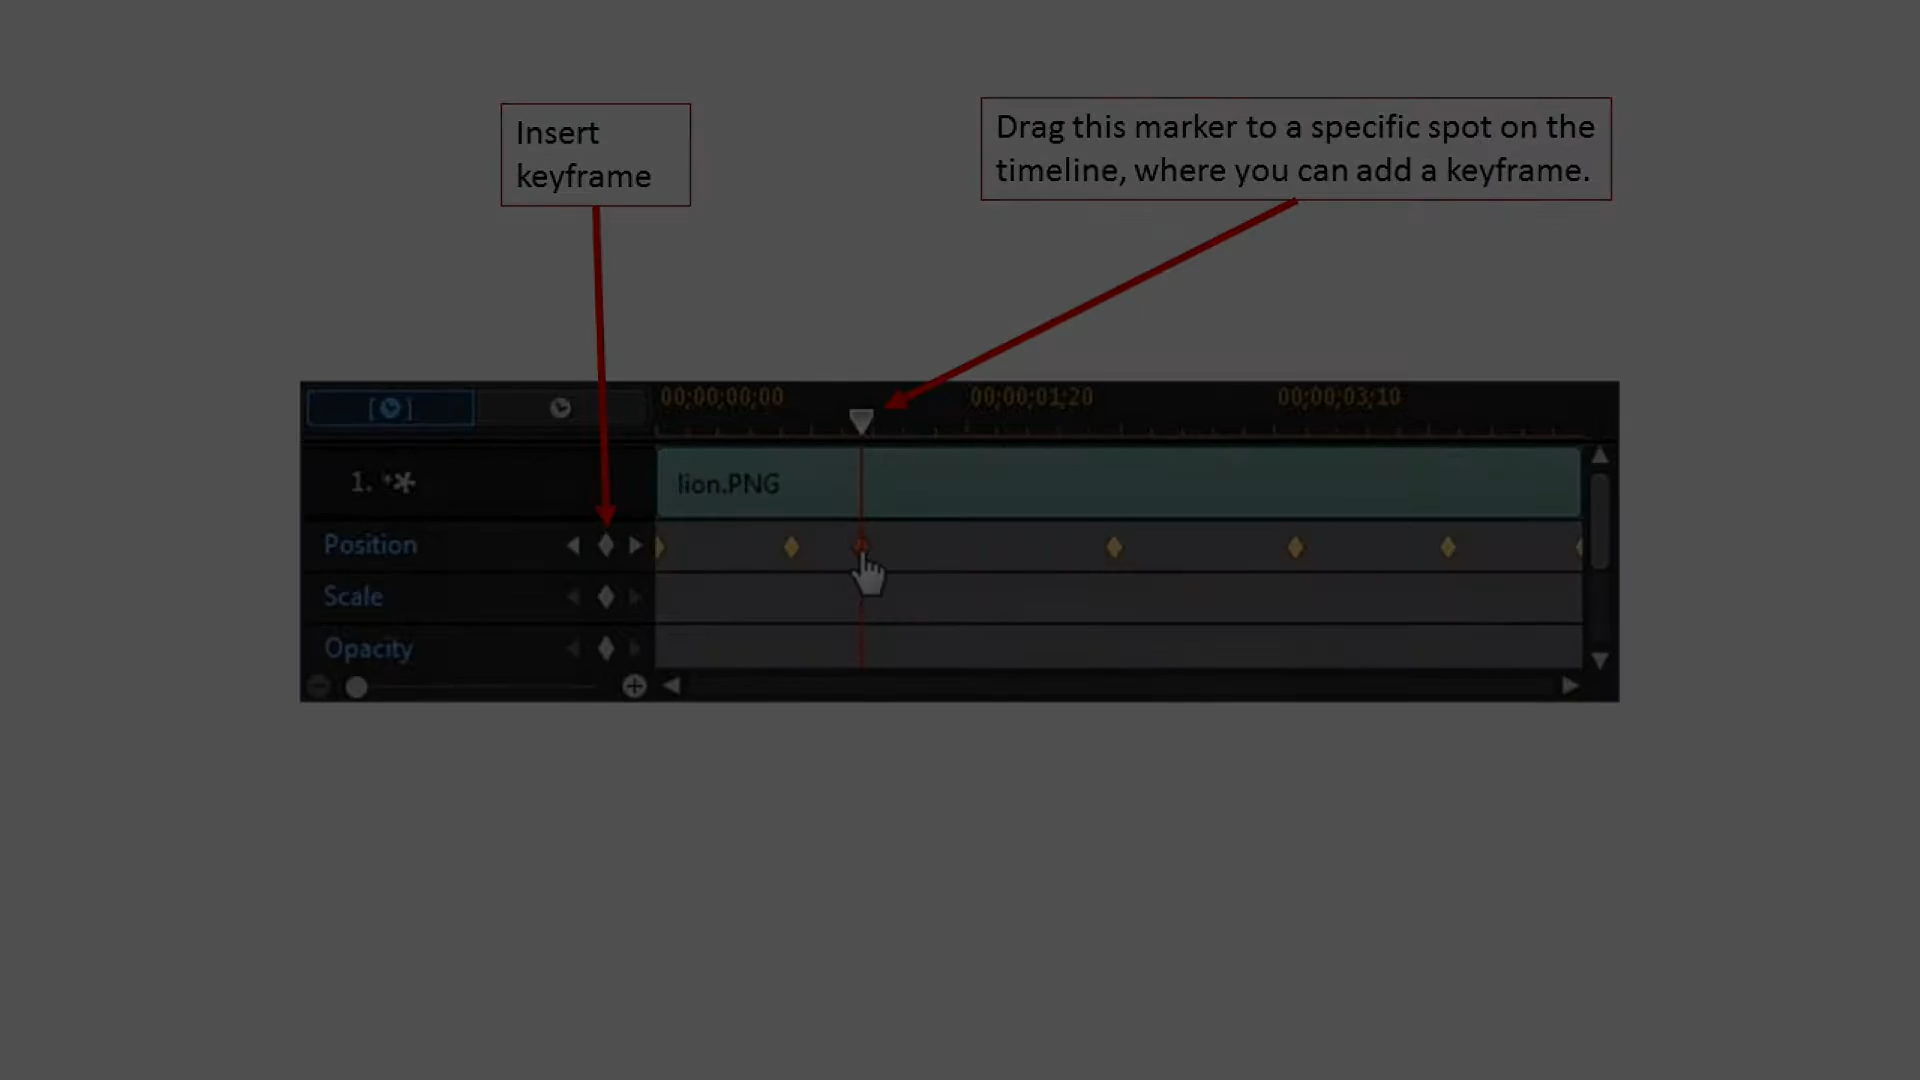 Insert
keyframe
Drag this marker to a specific spot on the
timeline, where you can add a keyframe.
00;00;00;00
00;00;01;20
00;00;03;10
1.
lion.PNG
Position
Scale
Opacity